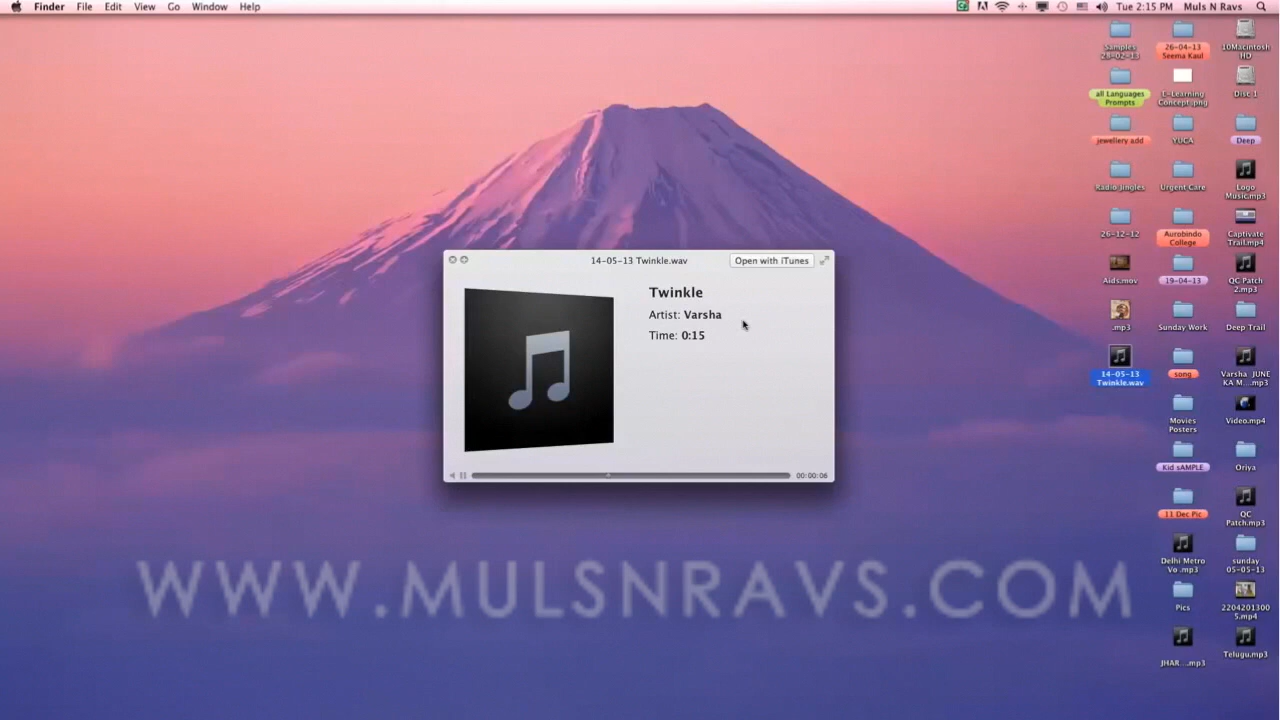 Finder File Edit View Go Window Help
Tue 2:15 PM Muls N Ravs
Samples
28-02-13
26-04-13
Seema Kaul
10Macintosh
HD
all Languages
Prompts
E-Learning
Concept.png
Disc 1
jewellery add
YUCA
Deep
Radio Jingles
Urgent Care
Logo
Music.mp3
26-12-12
Aurobindo
College
Captivate
Trail.mp4
Aids.mov
19-04-13
QC Patch
2.mp3
.mp3
Sunday Work
Deep Trail
14-05-13
Twinkle.wav
song
Varsha JUNE
KA M....mp3
Movies
Posters
Video.mp4
Kid sAMPLE
Oriya
11 Dec Pic
QC
Patch.mp3
Delhi Metro
Vo .mp3
sunday
05-05-13
Pics
2204201300
5.mp4
JHAR....mp3
Telugu.mp3
14-05-13 Twinkle.wav
Open with iTunes
Twinkle
Artist: Varsha
Time: 0:15
00:00:06
WWW.MULSNRAVS.COM